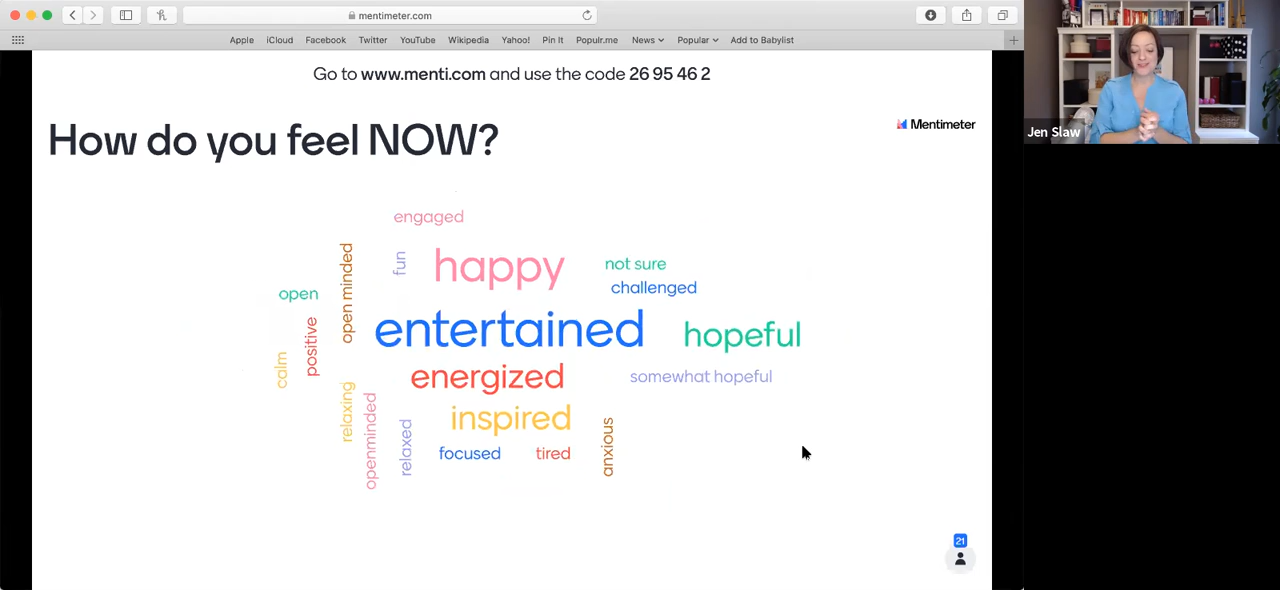 mentimeter.com
Apple iCloud Facebook Twitter YouTube Wikipedia Yahoo! Pin It Populr.me News Popular Add to Babylist
Go to www.menti.com and use the code 26 95 46 2
How do you feel NOW?
Mentimeter
Jen Slaw
engaged
fun
happy
not sure
challenged
open
open minded
positive
calm
entertained
hopeful
energized
somewhat hopeful
relaxing
openminded
relaxed
inspired
focused
tired
anxious
21